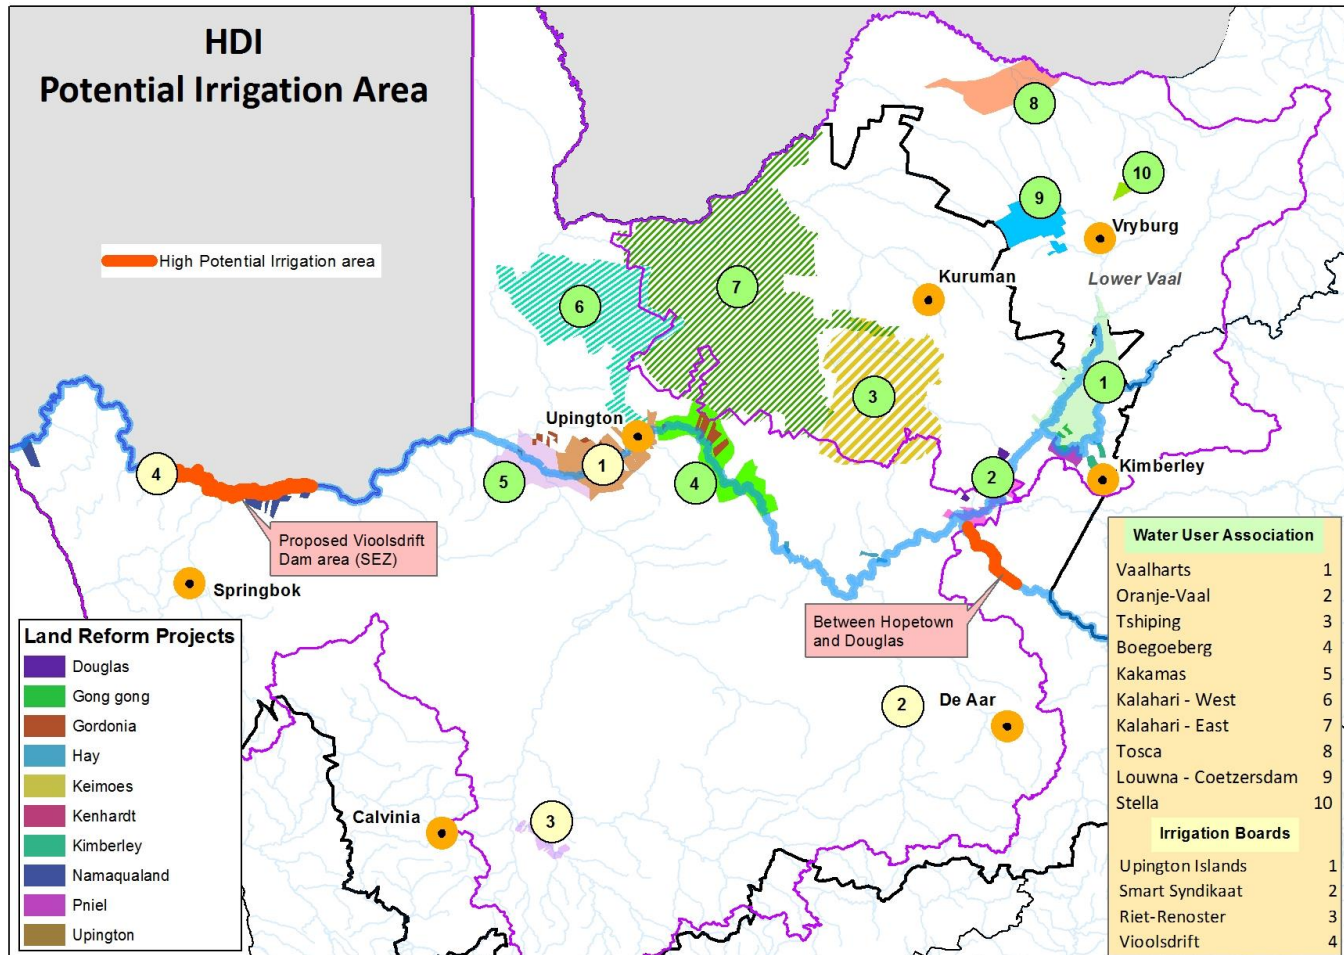 HDI
Potential Irrigation Area
High Potential Irrigation area
8
10
9
Vryburg
Lower Vaal
Kuruman
7
6
3
1
Upington
1
5
4
2
Kimberley
4
Proposed Vioolsdrift
Dam area (SEZ)
Springbok
Between Hopetown
and Douglas
2
De Aar
3
Calvinia
Land Reform Projects
Douglas
Gong gong
Gordonia
Hay
Keimoes
Kenhardt
Kimberley
Namaqualand
Pniel
Upington
Water User Association
Vaalharts 1
Oranje-Vaal 2
Tshiping 3
Boegoeberg 4
Kakamas 5
Kalahari - West 6
Kalahari - East 7
Tosca 8
Louwna - Coetzersdam 9
Stella 10
Irrigation Boards
Upington Islands 1
Smart Syndikaat 2
Riet-Renoster 3
Vioolsdrift 4